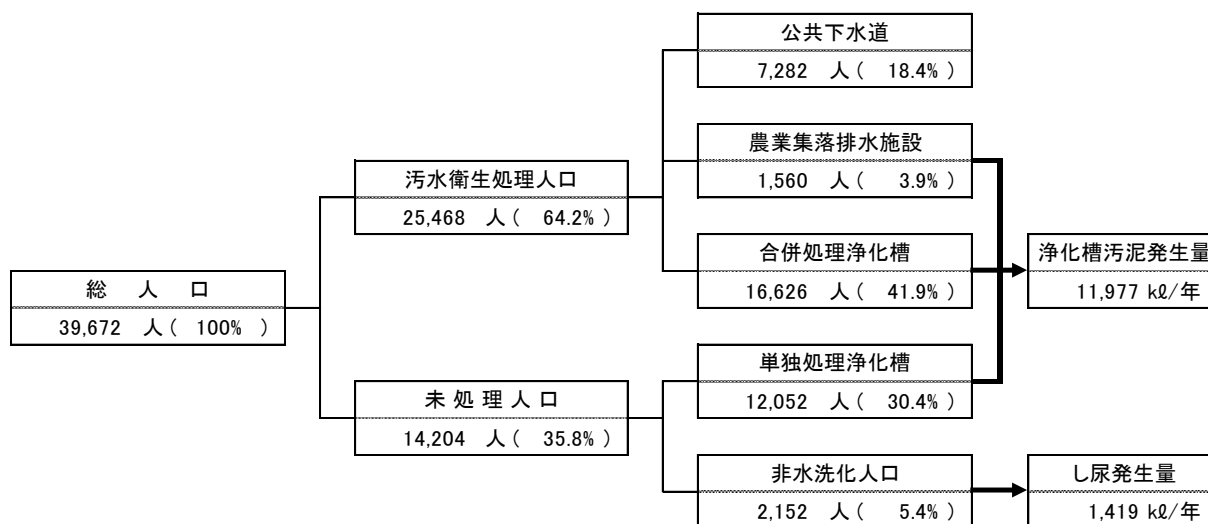 公共下水道
7,282 人 ( 18.4% )
農業集落排水施設
1,560 人 ( 3.9% )
汚水衛生処理人口
25,468 人 ( 64.2% )
合併処理浄化槽
16,626 人 ( 41.9% )
浄化槽汚泥発生量
11,977 kℓ/年
総 人 口
39,672 人 ( 100% )
単独処理浄化槽
12,052 人 ( 30.4% )
未 処 理 人 口
14,204 人 ( 35.8% )
非水洗化人口
2,152 人 ( 5.4% )
し尿発生量
1,419 kℓ/年